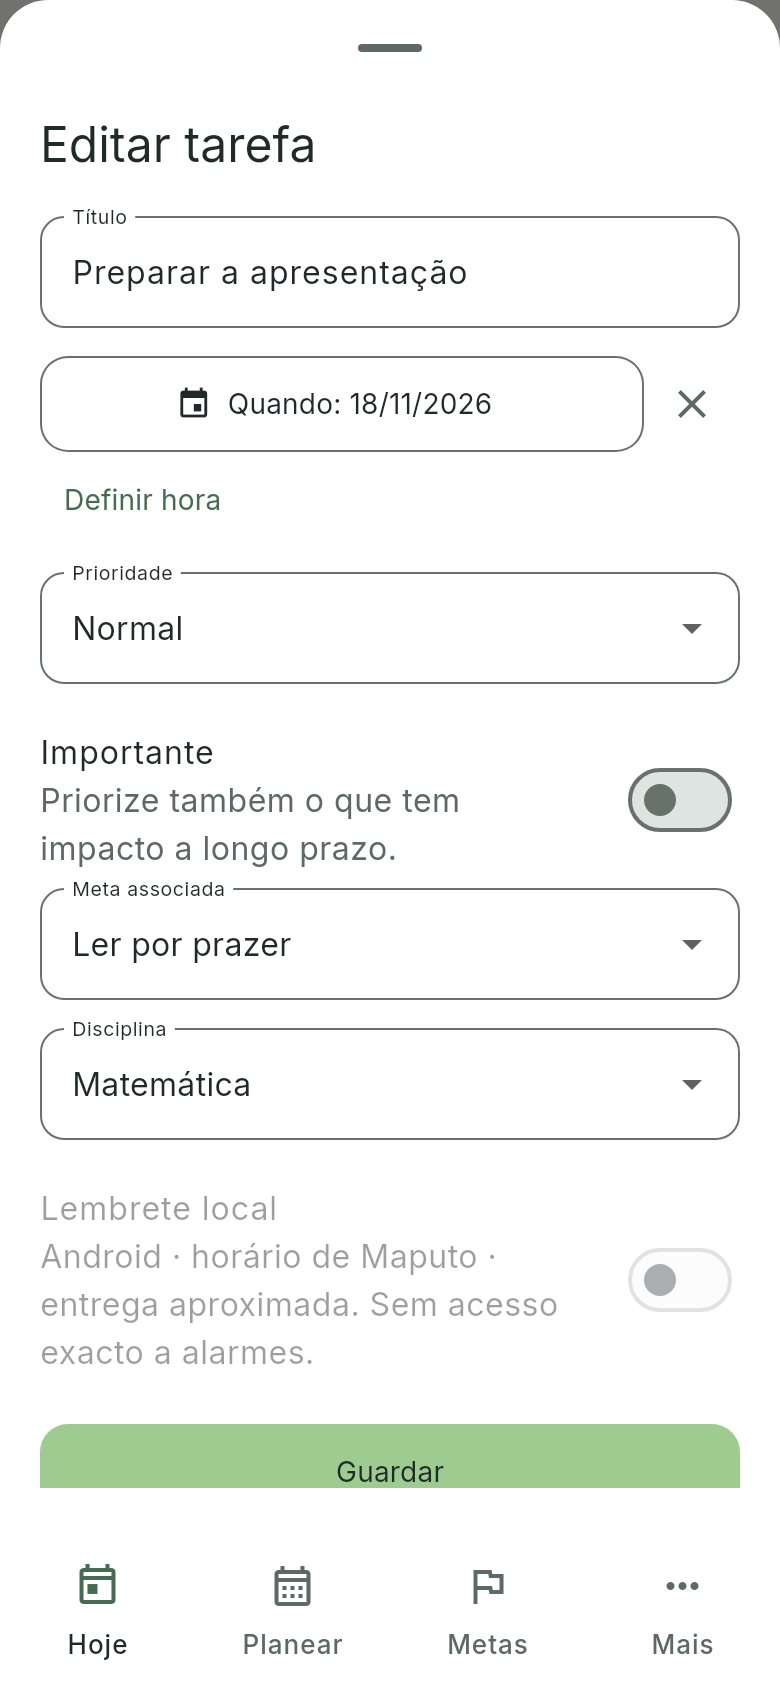 Editar tarefa
Título
Preparar a apresentação
Quando: 18/11/2026
Definir hora
Prioridade
Normal
Importante
Priorize também o que tem
impacto a longo prazo.
Meta associada
Ler por prazer
Disciplina
Matemática
Lembrete local
Android · horário de Maputo ·
entrega aproximada. Sem acesso
exacto a alarmes.
Guardar
Hoje
Planear
Metas
Mais